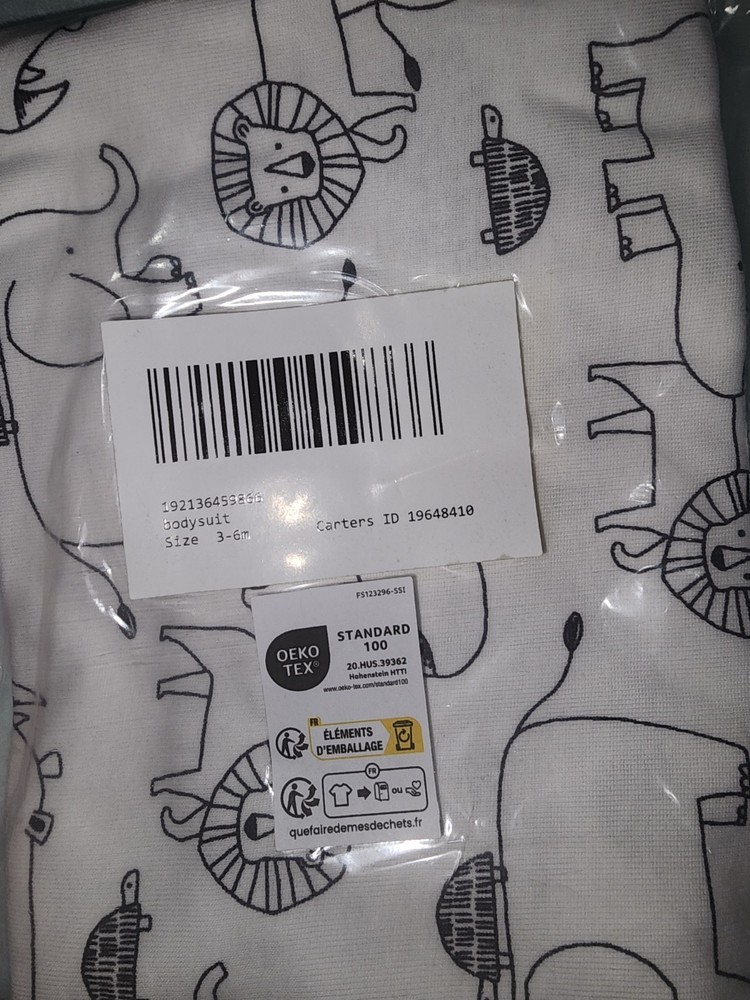 192136459866
bodysuit
Size 3-6m
Carters ID 19648410
FS123296-SSI
OEKO
TEX®
STANDARD
100
20.HUS.39362
Hohenstein HTTI
www.oeko-tex.com/standard100
FR
ÉLÉMENTS
D'EMBALLAGE
FR
ou
quefairedemesdechets.fr